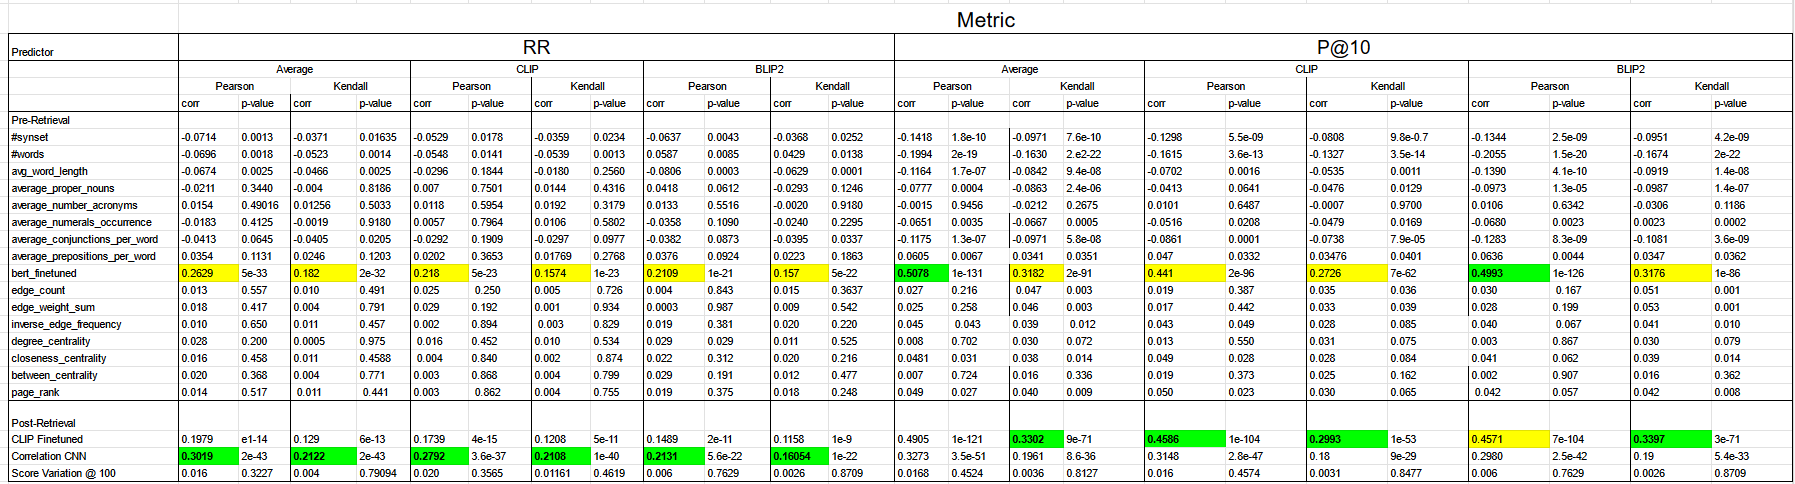 Metric
Predictor RR P@10
Average CLIP BLIP2 Average CLIP BLIP2
Pearson Kendall Pearson Kendall Pearson Kendall Pearson Kendall Pearson Kendall Pearson Kendall
corr p-value corr p-value corr p-value corr p-value corr p-value corr p-value corr p-value corr p-value corr p-value corr p-value corr p-value corr p-value
Pre-Retrieval
#synset -0.0714 0.0013 -0.0371 0.01635 -0.0529 0.0178 -0.0359 0.0234 -0.0637 0.0043 -0.0368 0.0252 -0.1418 1.8e-10 -0.0971 7.6e-10 -0.1298 5.5e-09 -0.0808 9.8e-0.7 -0.1344 2.5e-09 -0.0951 4.2e-09
#words -0.0696 0.0018 -0.0523 0.0014 -0.0548 0.0141 -0.0539 0.0013 0.0587 0.0085 0.0429 0.0138 -0.1994 2e-19 -0.1630 2.e2-22 -0.1615 3.6e-13 -0.1327 3.5e-14 -0.2055 1.5e-20 -0.1674 2e-22
avg_word_length -0.0674 0.0025 -0.0466 0.0025 -0.0296 0.1844 -0.0180 0.2560 -0.0806 0.0003 -0.0629 0.0001 -0.1164 1.7e-07 -0.0842 9.4e-08 -0.0702 0.0016 -0.0535 0.0011 -0.1390 4.1e-10 -0.0919 1.4e-08
average_proper_nouns -0.0211 0.3440 -0.004 0.8186 0.007 0.7501 0.0144 0.4316 0.0418 0.0612 -0.0293 0.1246 -0.0777 0.0004 -0.0863 2.4e-06 -0.0413 0.0641 -0.0476 0.0129 -0.0973 1.3e-05 -0.0987 1.4e-07
average_number_acronyms 0.0154 0.49016 0.01256 0.5033 0.0118 0.5954 0.0192 0.3179 0.0133 0.5516 -0.0020 0.9180 -0.0015 0.9456 -0.0212 0.2675 0.0101 0.6487 -0.0007 0.9700 0.0106 0.6342 -0.0306 0.1186
average_numerals_occurrence -0.0183 0.4125 -0.0019 0.9180 0.0057 0.7964 0.0106 0.5802 -0.0358 0.1090 -0.0240 0.2295 -0.0651 0.0035 -0.0667 0.0005 -0.0516 0.0208 -0.0479 0.0169 -0.0680 0.0023 0.0023 0.0002
average_conjunctions_per_word -0.0413 0.0645 -0.0405 0.0205 -0.0292 0.1909 -0.0297 0.0977 -0.0382 0.0873 -0.0395 0.0337 -0.1175 1.3e-07 -0.0971 5.8e-08 -0.0861 0.0001 -0.0738 7.9e-05 -0.1283 8.3e-09 -0.1081 3.6e-09
average_prepositions_per_word 0.0354 0.1131 0.0246 0.1203 0.0202 0.3653 0.01769 0.2768 0.0376 0.0924 0.0223 0.1863 0.0605 0.0067 0.0341 0.0351 0.047 0.0332 0.03476 0.0401 0.0636 0.0044 0.0347 0.0362
bert_finetuned 0.2629 5e-33 0.182 2e-32 0.218 5e-23 0.1574 1e-23 0.2109 1e-21 0.157 5e-22 0.5078 1e-131 0.3182 2e-91 0.441 2e-96 0.2726 7e-62 0.4993 1e-126 0.3176 1e-86
edge_count 0.013 0.557 0.010 0.491 0.025 0.250 0.005 0.726 0.004 0.843 0.015 0.3637 0.027 0.216 0.047 0.003 0.019 0.387 0.035 0.036 0.030 0.167 0.051 0.001
edge_weight_sum 0.018 0.417 0.004 0.791 0.029 0.192 0.001 0.934 0.0003 0.987 0.009 0.542 0.025 0.258 0.046 0.003 0.017 0.442 0.033 0.039 0.028 0.199 0.053 0.001
inverse_edge_frequency 0.010 0.650 0.011 0.457 0.002 0.894 0.003 0.829 0.019 0.381 0.020 0.220 0.045 0.043 0.039 0.012 0.043 0.049 0.028 0.085 0.040 0.067 0.041 0.010
degree_centrality 0.028 0.200 0.0005 0.975 0.016 0.452 0.010 0.534 0.029 0.029 0.011 0.525 0.008 0.702 0.030 0.072 0.013 0.550 0.031 0.075 0.003 0.867 0.030 0.079
closeness_centrality 0.016 0.458 0.011 0.4588 0.004 0.840 0.002 0.874 0.022 0.312 0.020 0.216 0.0481 0.031 0.038 0.014 0.049 0.028 0.028 0.084 0.041 0.062 0.039 0.014
between_centrality 0.020 0.368 0.004 0.771 0.003 0.868 0.004 0.799 0.029 0.191 0.012 0.477 0.007 0.724 0.016 0.336 0.019 0.373 0.025 0.162 0.002 0.907 0.016 0.362
page_rank 0.014 0.517 0.011 0.441 0.003 0.862 0.004 0.755 0.019 0.375 0.018 0.248 0.049 0.027 0.040 0.009 0.050 0.023 0.030 0.065 0.042 0.057 0.042 0.008
Post-Retrieval
CLIP Finetuned 0.1979 e1-14 0.129 6e-13 0.1739 4e-15 0.1208 5e-11 0.1489 2e-11 0.1158 1e-9 0.4905 1e-121 0.3302 9e-71 0.4586 1e-104 0.2993 1e-53 0.4571 7e-104 0.3397 3e-71
Correlation CNN 0.3019 2e-43 0.2122 2e-43 0.2792 3.6e-37 0.2108 1e-40 0.2131 5.6e-22 0.16054 1e-22 0.3273 3.5e-51 0.1961 8.6-36 0.3148 2.8e-47 0.18 9e-29 0.2980 2.5e-42 0.19 5.4e-33
Score Variation @ 100 0.016 0.3227 0.004 0.79094 0.020 0.3565 0.01161 0.4619 0.006 0.7629 0.0026 0.8709 0.0168 0.4524 0.0036 0.8127 0.016 0.4574 0.0031 0.8477 0.006 0.7629 0.0026 0.8709